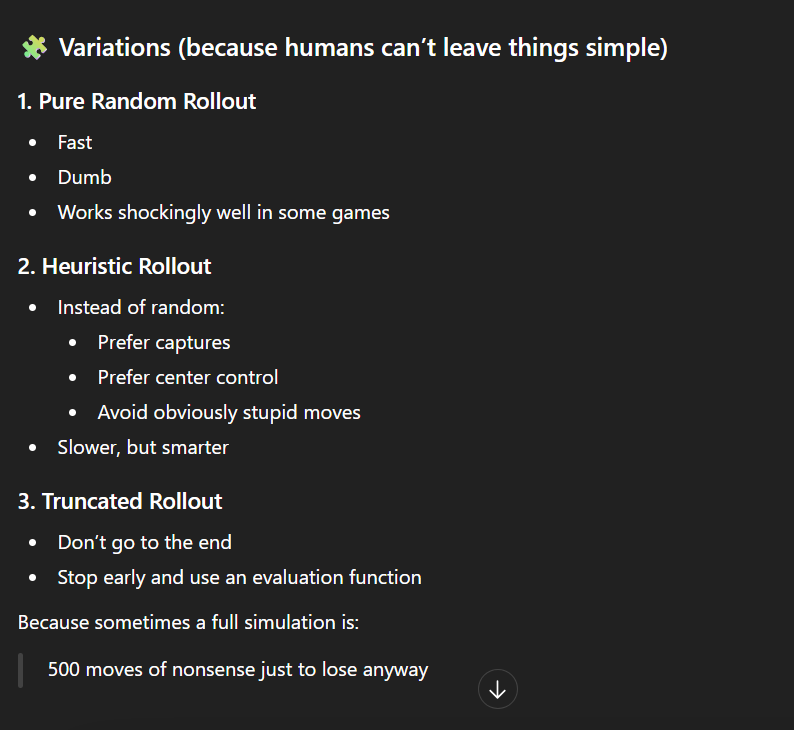 🧩 Variations (because humans can’t leave things simple)
1. Pure Random Rollout
• Fast
• Dumb
• Works shockingly well in some games
2. Heuristic Rollout
• Instead of random:
• Prefer captures
• Prefer center control
• Avoid obviously stupid moves
• Slower, but smarter
3. Truncated Rollout
• Don’t go to the end
• Stop early and use an evaluation function
Because sometimes a full simulation is:
500 moves of nonsense just to lose anyway